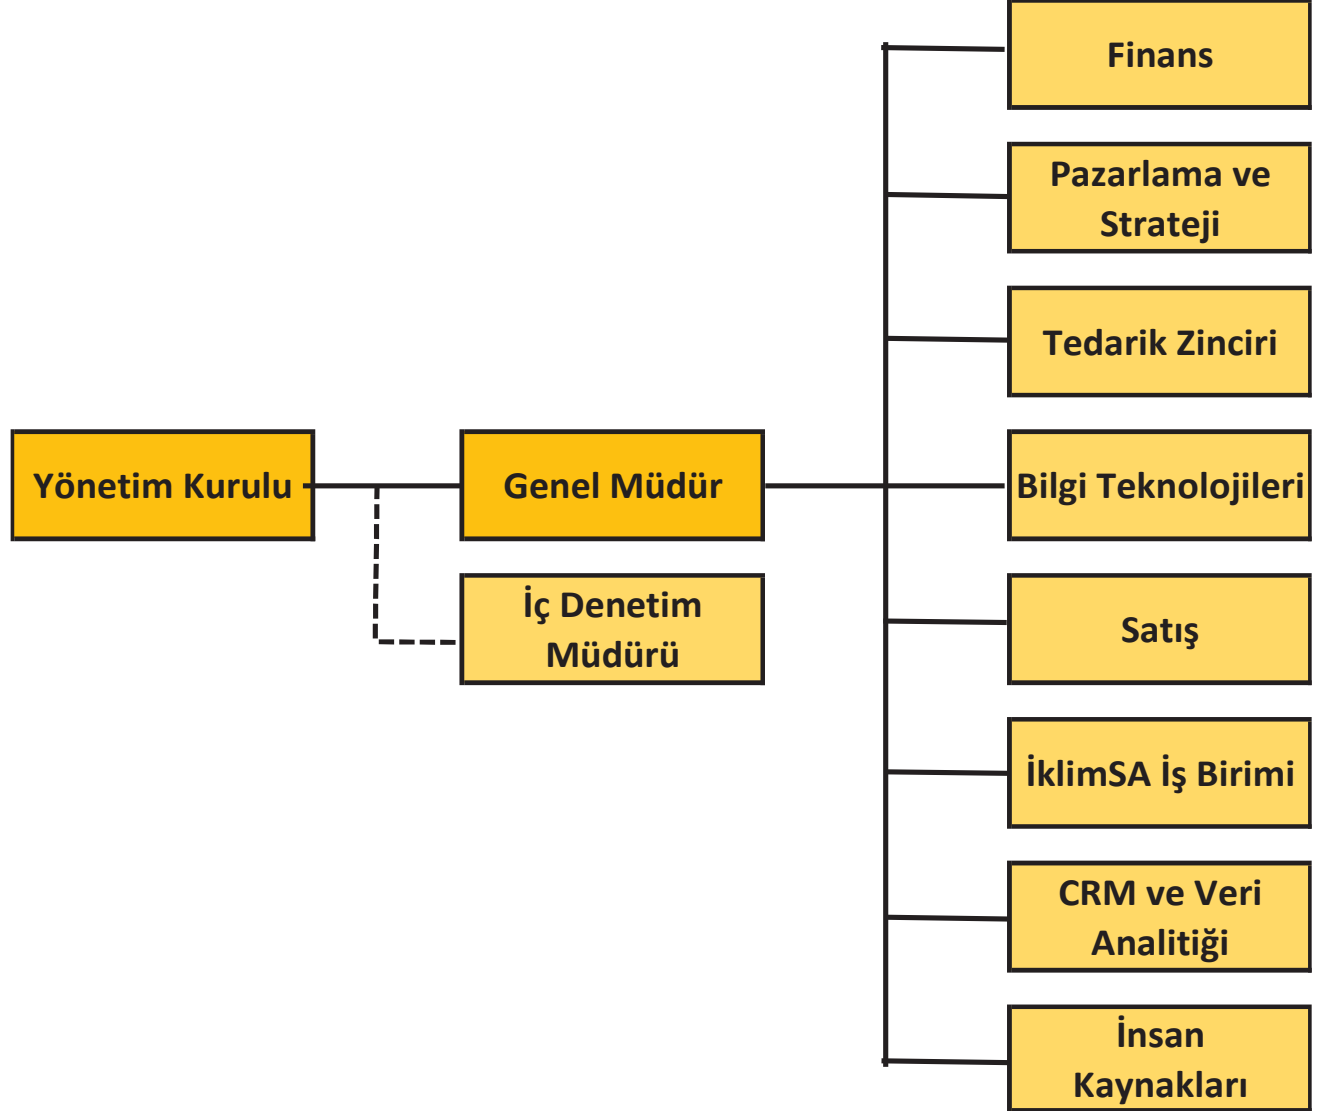 Yönetim Kurulu
Genel Müdür
İç Denetim
Müdürü
Finans
Pazarlama ve
Strateji
Tedarik Zinciri
Bilgi Teknolojileri
Satış
İklimSA İş Birimi
CRM ve Veri
Analitiği
İnsan
Kaynakları